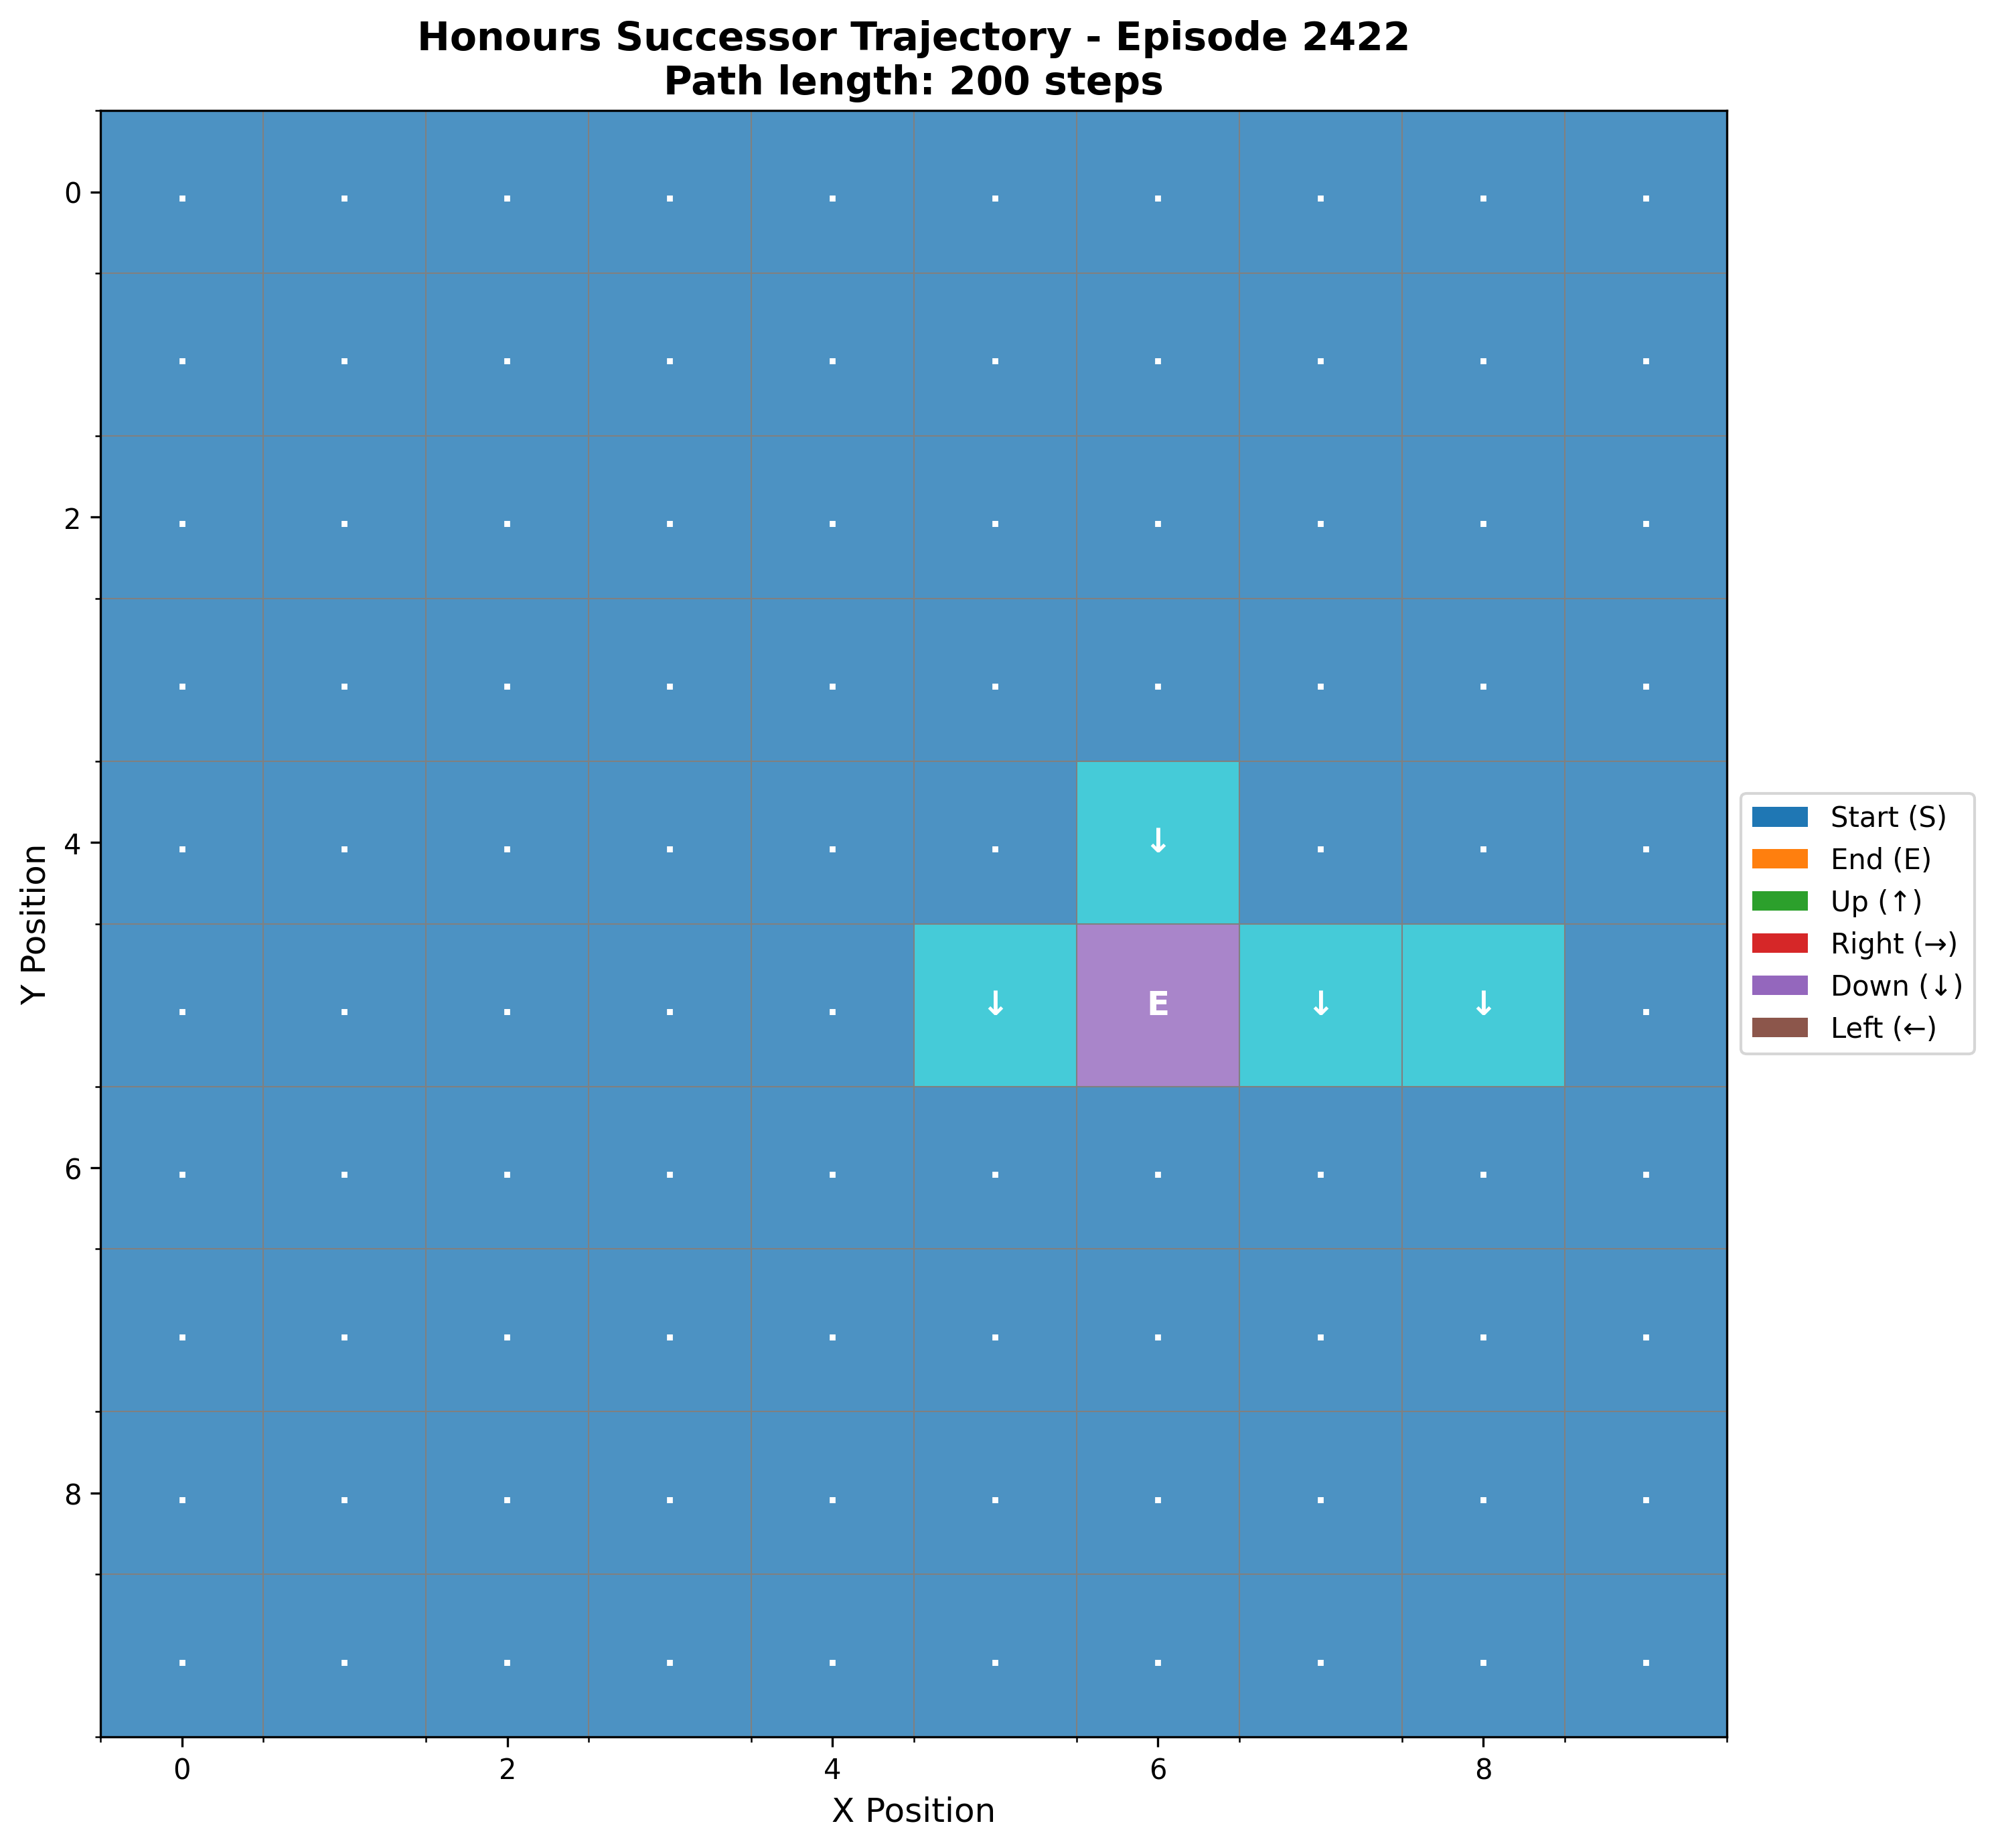 Honours Successor Trajectory - Episode 2422
Path length: 200 steps
0
2
4
↓
Start (S)
End (E)
Up (↑)
Right (→)
Down (↓)
Left (←)
Y Position
↓ E ↓ ↓
6
8
0 2 4 6 8
X Position